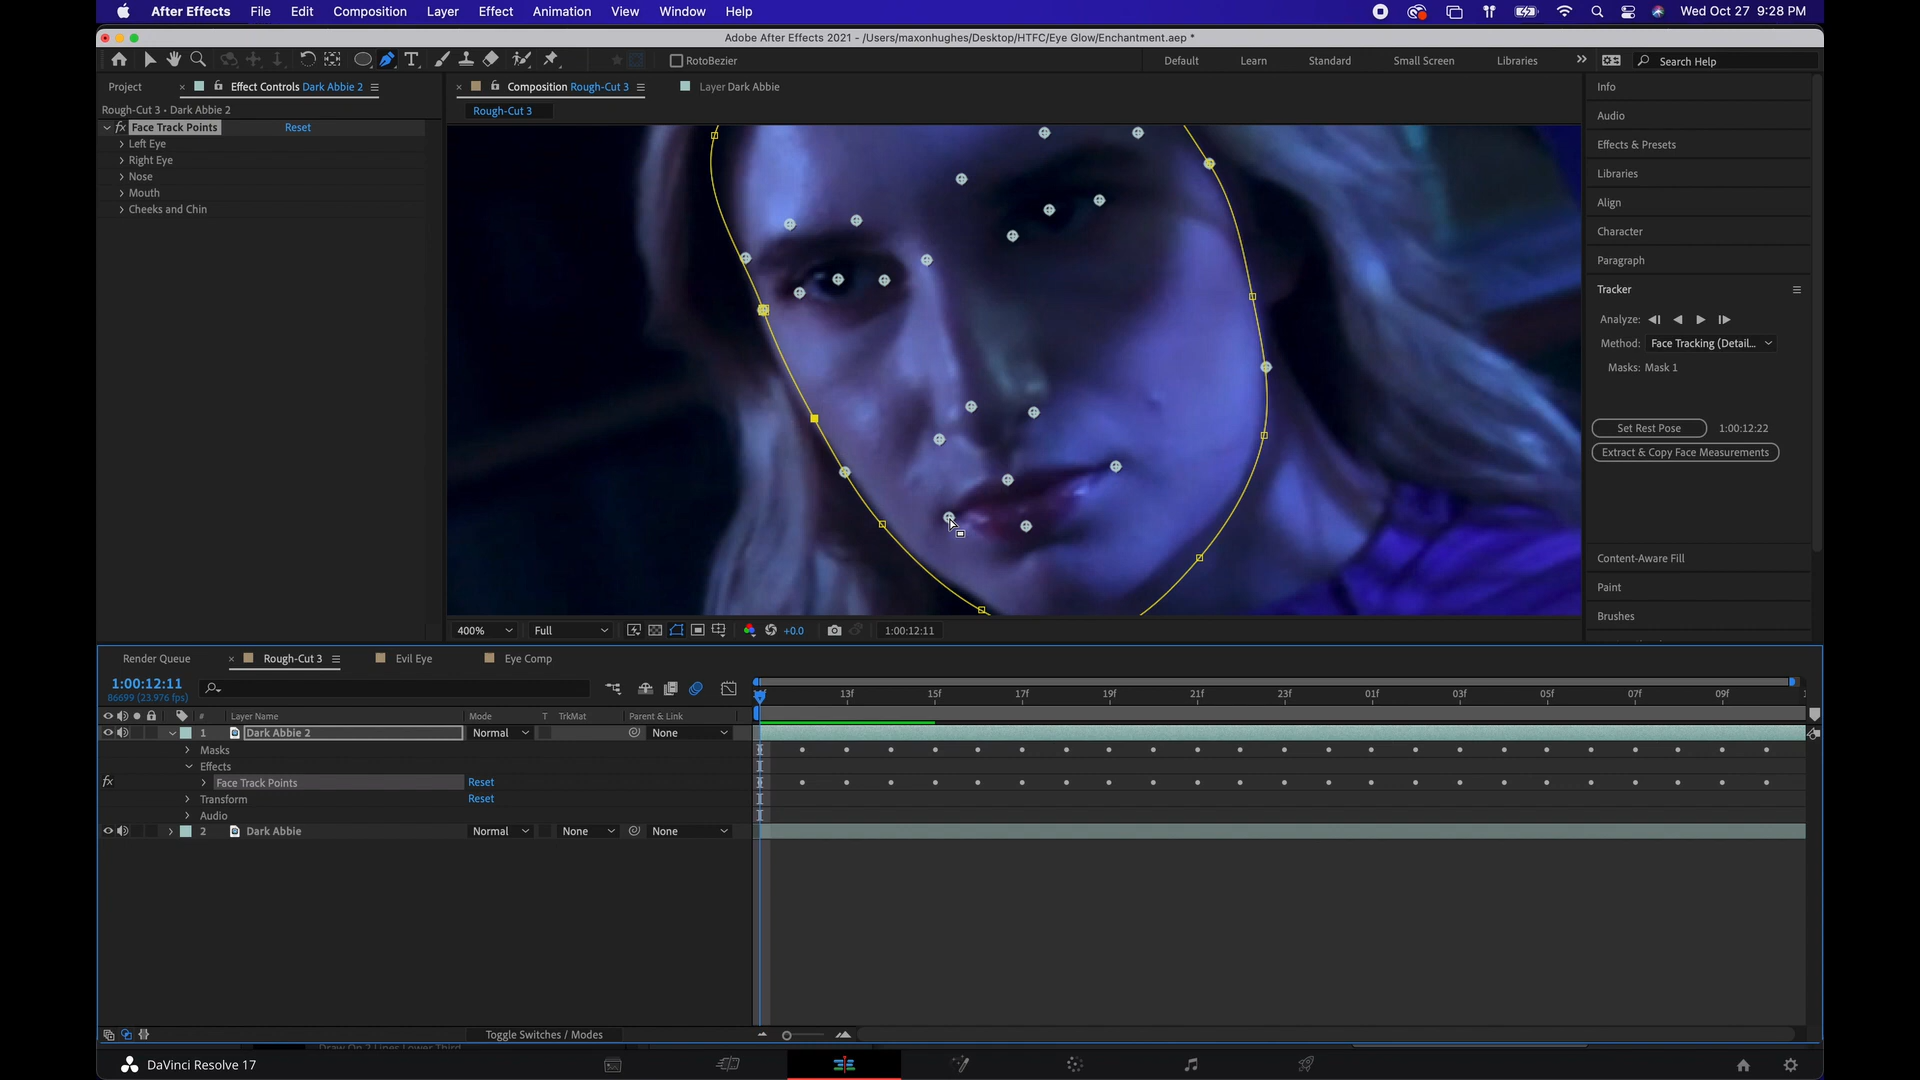 After Effects File Edit Composition Layer Effect Animation View Window Help Wed Oct 27 9:28 PM
Adobe After Effects 2021 - /Users/maxonhughes/Desktop/HTFC/Eye Glow/Enchantment.aep *
RotoBezier Default Learn Standard Small Screen Libraries Search Help
Project Effect Controls Dark Abbie 2 Composition Rough-Cut 3 Layer Dark Abbie
Rough-Cut 3 • Dark Abbie 2
Rough-Cut 3
fx Face Track Points Reset
Left Eye
Right Eye
Nose
Mouth
Cheeks and Chin
Info
Audio
Effects & Presets
Libraries
Align
Character
Paragraph
Tracker
Analyze:
Method: Face Tracking (Detail...
Masks: Mask 1
Set Rest Pose 1:00:12:22
Extract & Copy Face Measurements
Content-Aware Fill
Paint
Brushes
400% Full +0.0 1:00:12:11
Render Queue Rough-Cut 3 Evil Eye Eye Comp
1:00:12:11
86699 (23.976 fps)
13f 15f 17f 19f 21f 23f 01f 03f 05f 07f 09f
# Layer Name Mode T TrkMat Parent & Link
1 Dark Abbie 2 Normal None
Masks
Effects
fx Face Track Points Reset
Transform Reset
Audio
2 Dark Abbie Normal None None
Toggle Switches / Modes
Draw On 2 Lines Lower Third
DaVinci Resolve 17